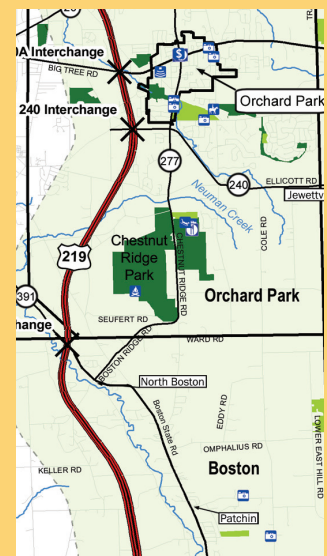 0A Interchange
BIG TREE RD
240 Interchange
Orchard Park
277
ELLICOTT RD
240
Jewettv
Neuman Creek
COLE RD
219
Chestnut
Ridge
Park
CHESTNUT RIDGE RD
391
Orchard Park
SEUFERT RD
hange
WARD RD
BOSTON RIDGE RD
North Boston
Boston State Rd
EDDY RD
LOWER EAST HILL RD
OMPHALIUS RD
KELLER RD
Boston
Patchin